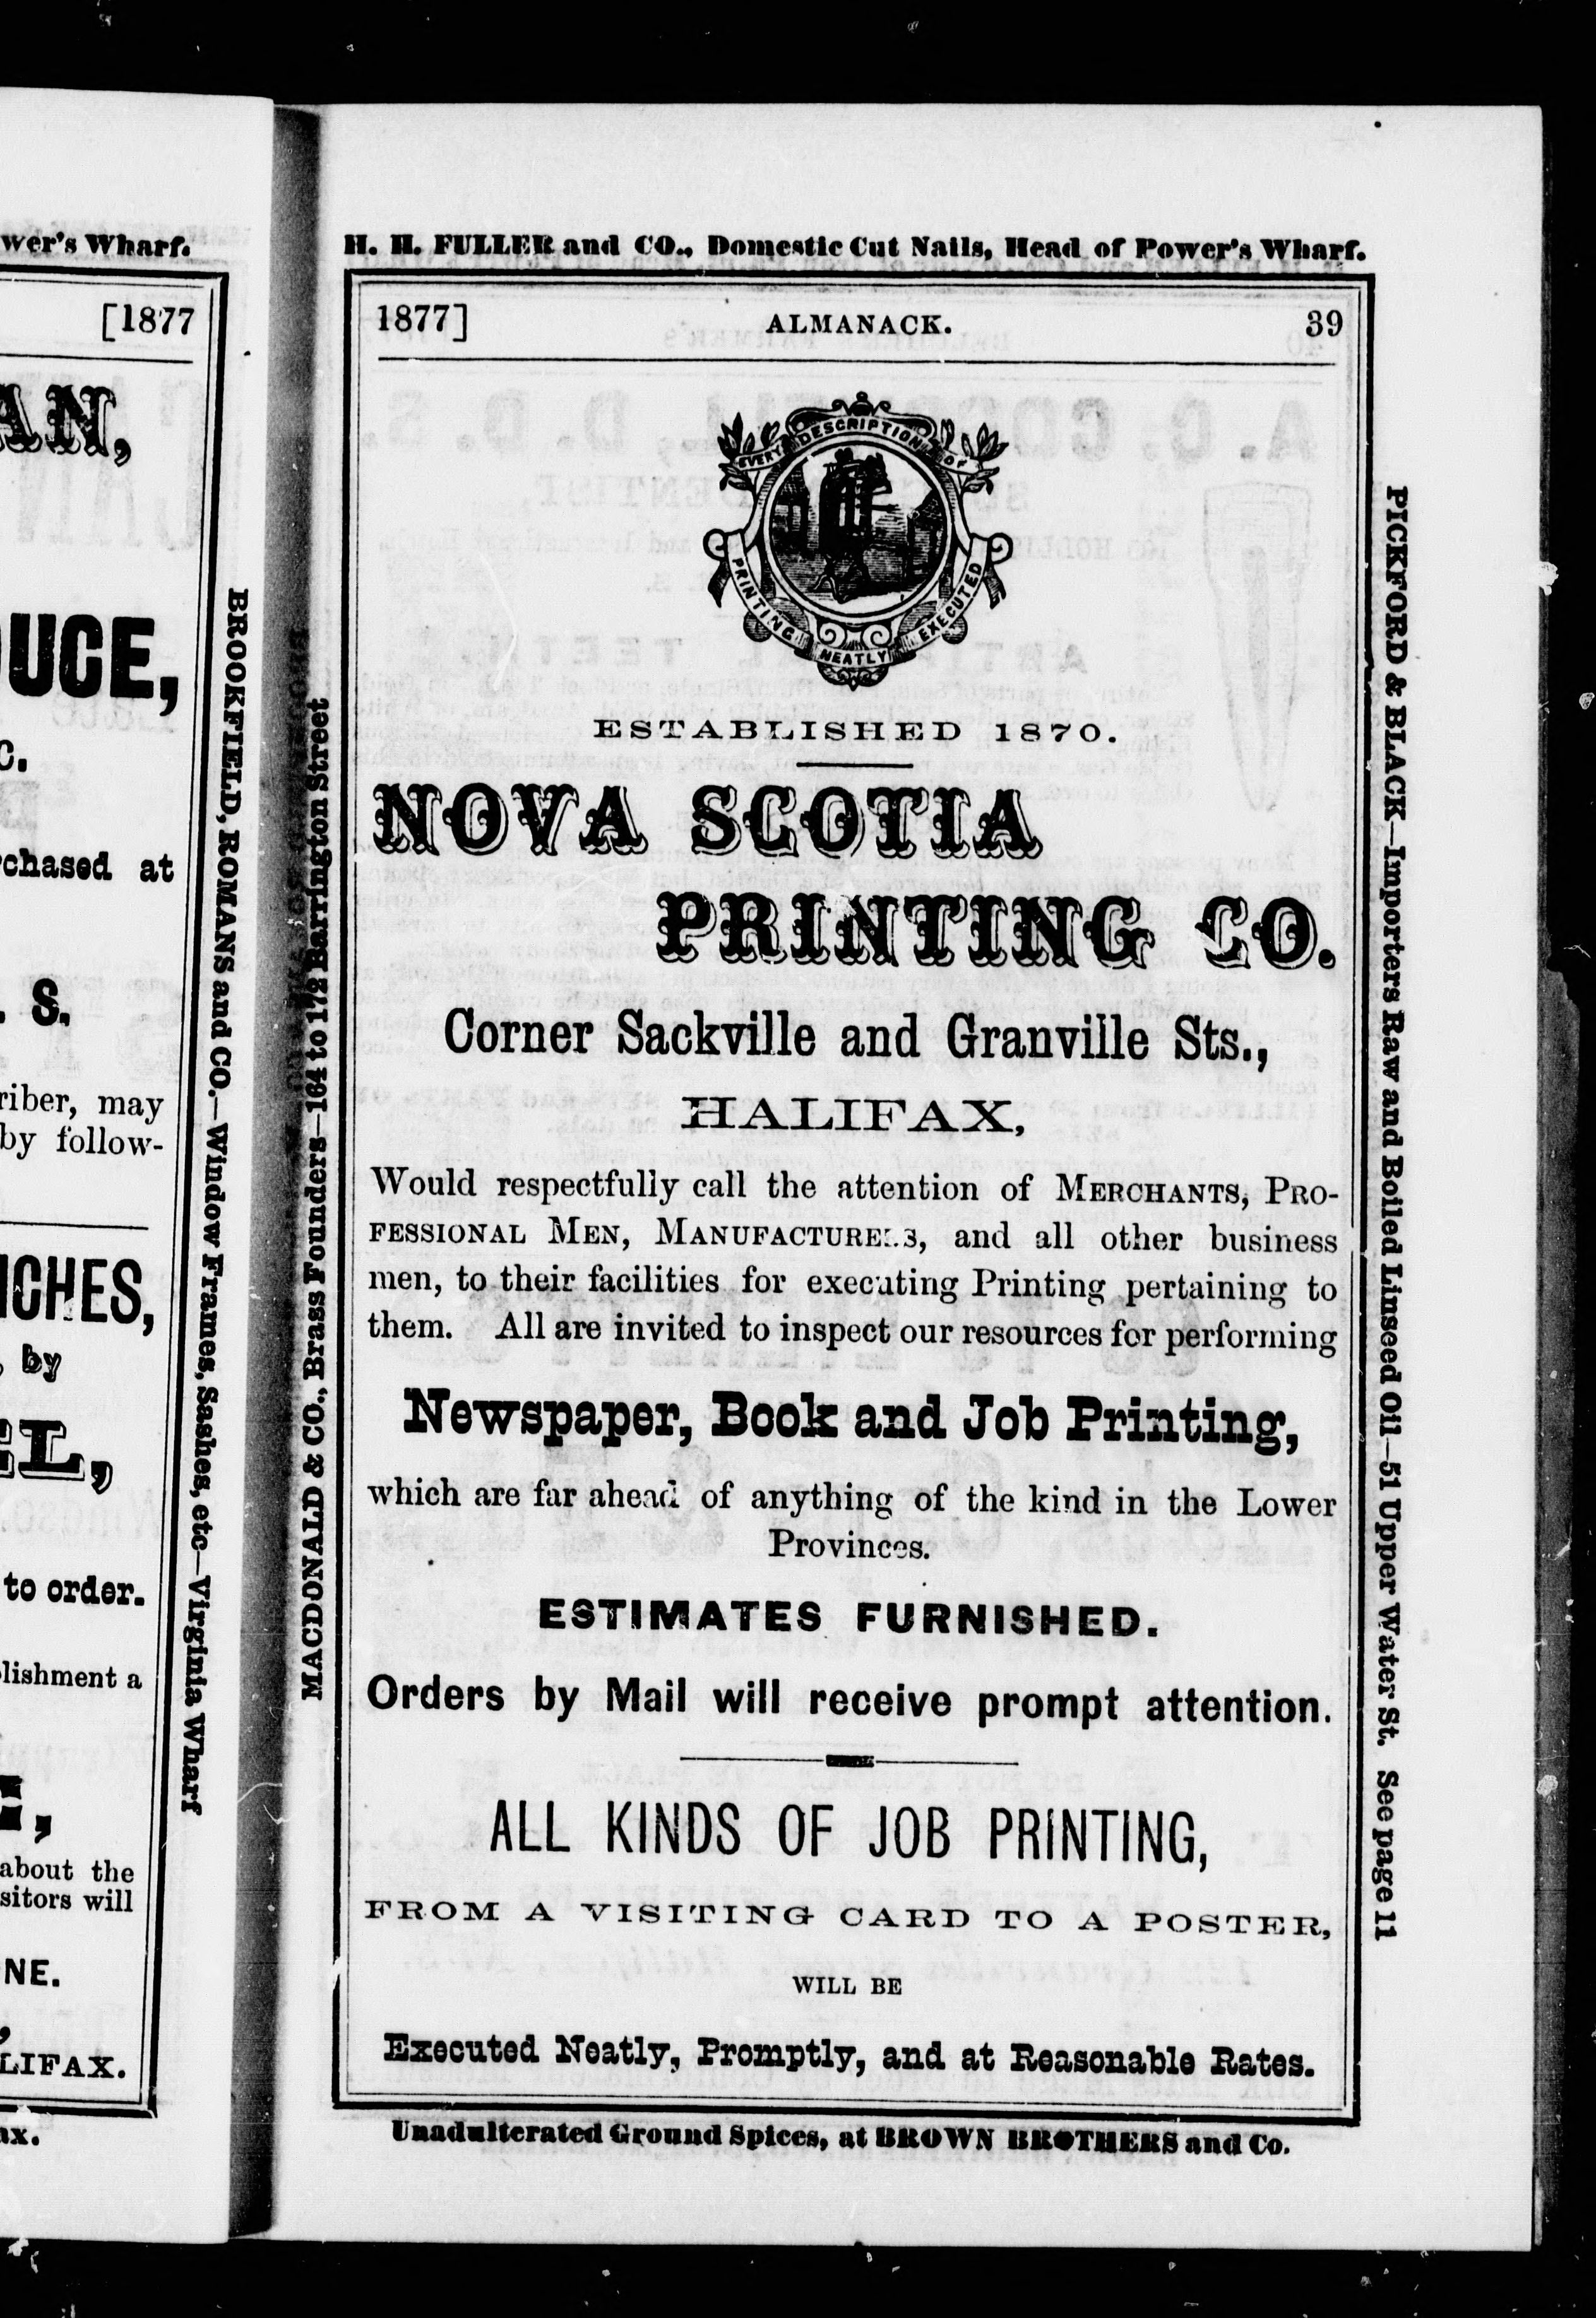 wer's Wharf.
[1877
AN,
UCE,
C.
chased at
. S.
riber, may
by follow-
ICHES,
, by
EL,
to order.
lishment a
about the
sitors will
NE.
LIFAX.
ax.
BROOKFIELD, ROMANS and CO.—Window Frames, Sashes, etc—Virginia Wharf
MACDONALD & CO., Brass Founders—164 to 172 Barrington Street
H. H. FULLER and CO., Domestic Cut Nails, Head of Power's Wharf.
1877] ALMANACK. 39
EVERY DESCRIPTION OF
PRINTING NEATLY EXECUTED
ESTABLISHED 1870.
NOVA SCOTIA
PRINTING CO.
Corner Sackville and Granville Sts.,
HALIFAX,
Would respectfully call the attention of MERCHANTS, PRO-
FESSIONAL MEN, MANUFACTURERS, and all other business
men, to their facilities for executing Printing pertaining to
them. All are invited to inspect our resources for performing
Newspaper, Book and Job Printing,
which are far ahead of anything of the kind in the Lower
Provinces.
ESTIMATES FURNISHED.
Orders by Mail will receive prompt attention.
ALL KINDS OF JOB PRINTING,
FROM A VISITING CARD TO A POSTER,
WILL BE
Executed Neatly, Promptly, and at Reasonable Rates.
Unadulterated Ground Spices, at BROWN BROTHERS and Co.
PICKFORD & BLACK—Importers Raw and Boiled Linseed Oil—51 Upper Water St. See page 11